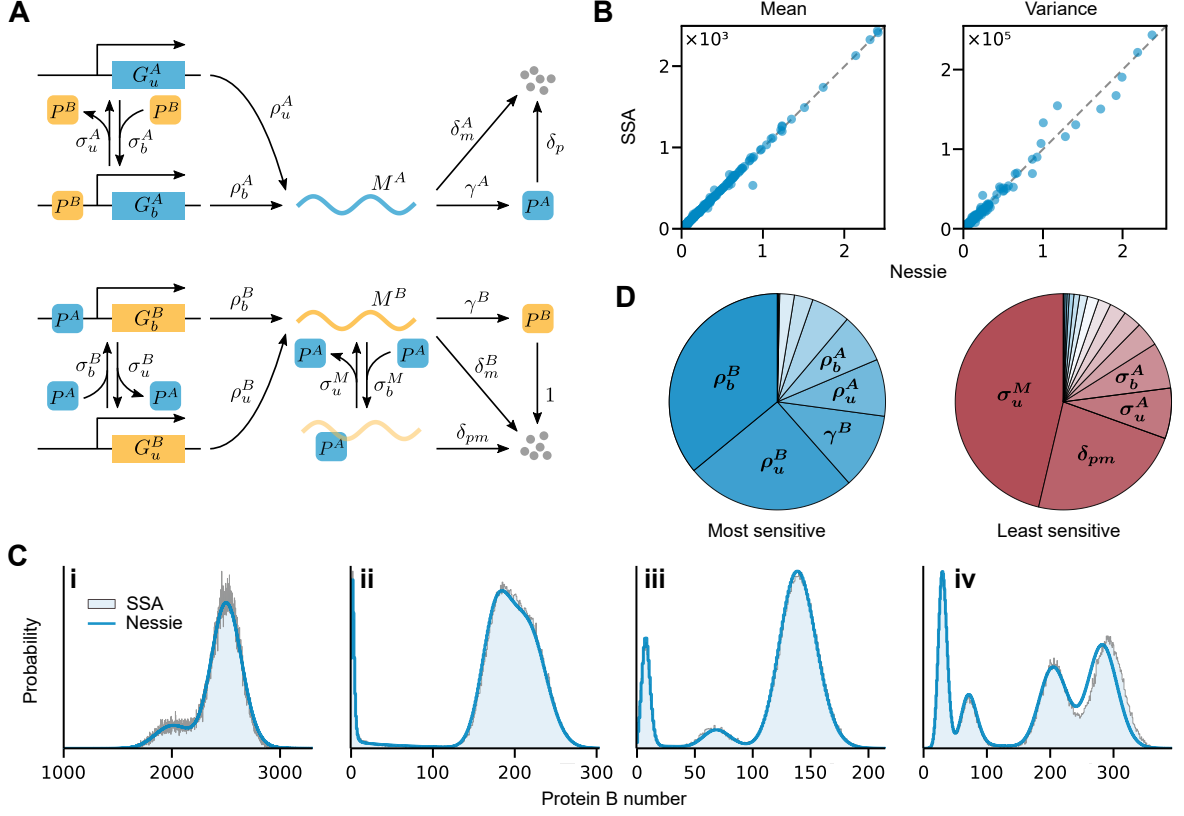 A
G_u^A
P^B
P^B
σ_u^A
σ_b^A
ρ_u^A
P^B
G_b^A
ρ_b^A
M^A
δ_m^A
γ^A
δ_p
P^A
P^A
G_b^B
ρ_b^B
M^B
γ^B
P^B
P^A
σ_b^B
σ_u^B
P^A
ρ_u^B
P^A
P^A
σ_u^M
σ_b^M
δ_m^B
1
G_u^B
P^A
δ_pm
B
Mean
Variance
×10³
×10⁵
SSA
2
1
0
0
1
2
2
1
0
0
1
2
Nessie
D
ρ_b^B
ρ_u^B
γ^B
ρ_u^A
ρ_b^A
Most sensitive
σ_u^M
δ_pm
σ_u^A
σ_b^A
Least sensitive
C
Probability
i
SSA
Nessie
1000 2000 3000
ii
0 100 200 300
iii
0 50 100 150 200
iv
0 100 200 300
Protein B number